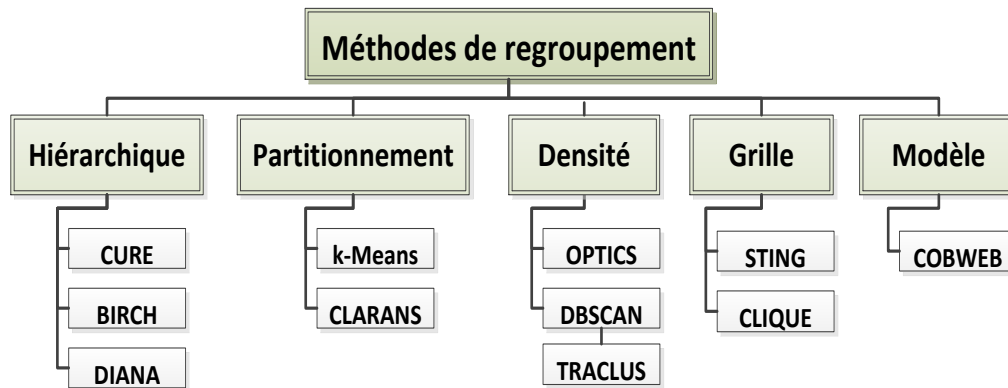 Méthodes de regroupement
Hiérarchique
Partitionnement
Densité
Grille
Modèle
CURE
BIRCH
DIANA
k-Means
CLARANS
OPTICS
DBSCAN
TRACLUS
STING
CLIQUE
COBWEB